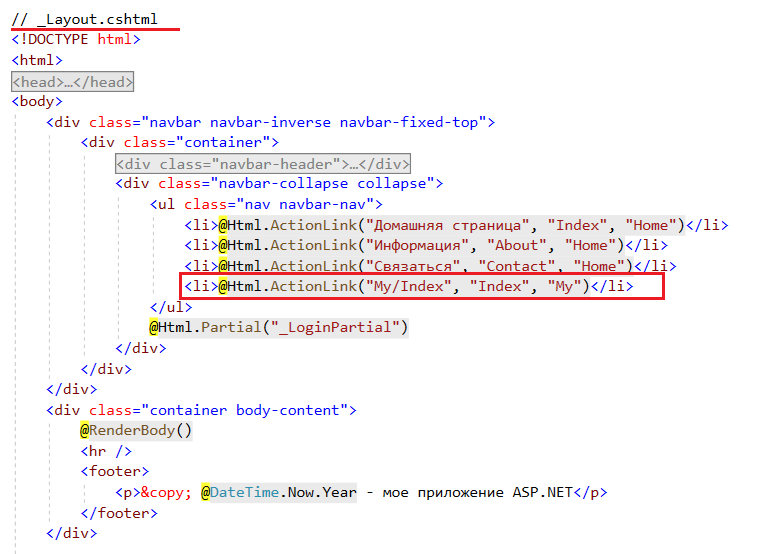 // _Layout.cshtml
<!DOCTYPE html>
<html>
<head>…</head>
<body>
<div class="navbar navbar-inverse navbar-fixed-top">
<div class="container">
<div class="navbar-header">…</div>
<div class="navbar-collapse collapse">
<ul class="nav navbar-nav">
<li>@Html.ActionLink("Домашняя страница", "Index", "Home")</li>
<li>@Html.ActionLink("Информация", "About", "Home")</li>
<li>@Html.ActionLink("Связаться", "Contact", "Home")</li>
<li>@Html.ActionLink("My/Index", "Index", "My")</li>
</ul>
@Html.Partial("_LoginPartial")
</div>
</div>
</div>
<div class="container body-content">
@RenderBody()
<hr />
<footer>
<p>&copy; @DateTime.Now.Year - мое приложение ASP.NET</p>
</footer>
</div>